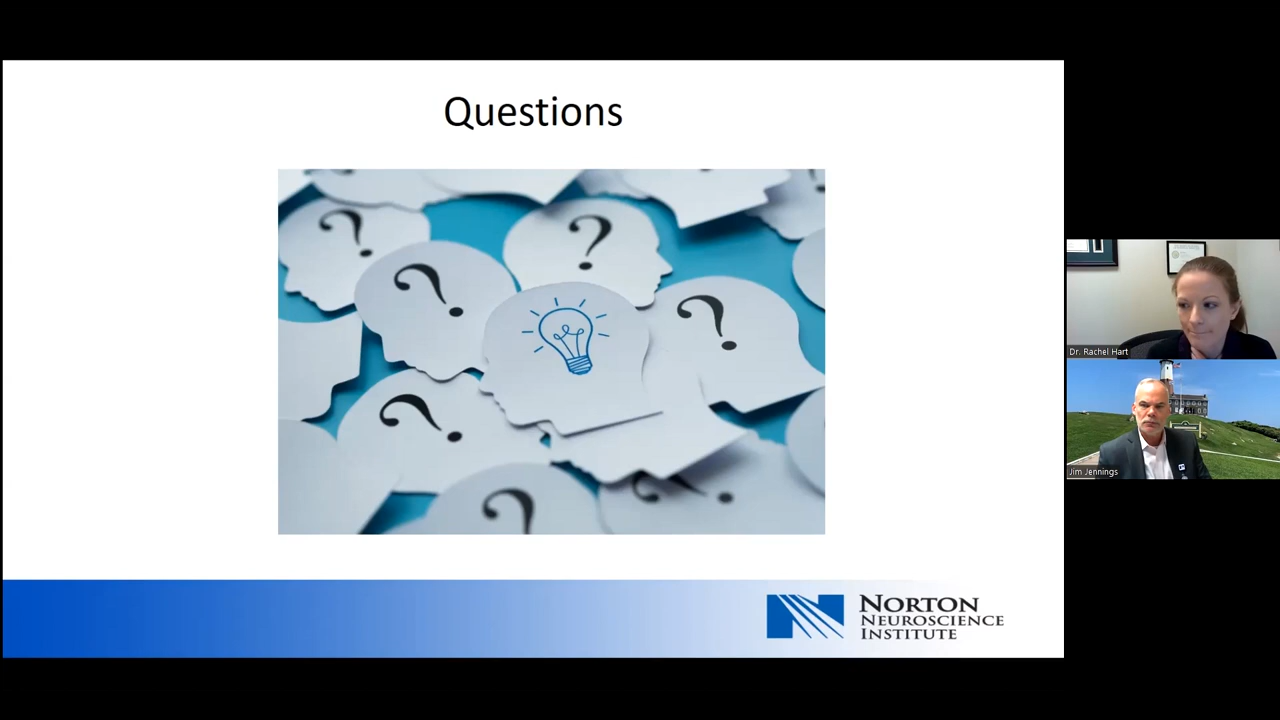 Questions
?
?
?
?
?
?
?
NORTON
NEUROSCIENCE
INSTITUTE
Dr. Rachel Hart
Jim Jennings